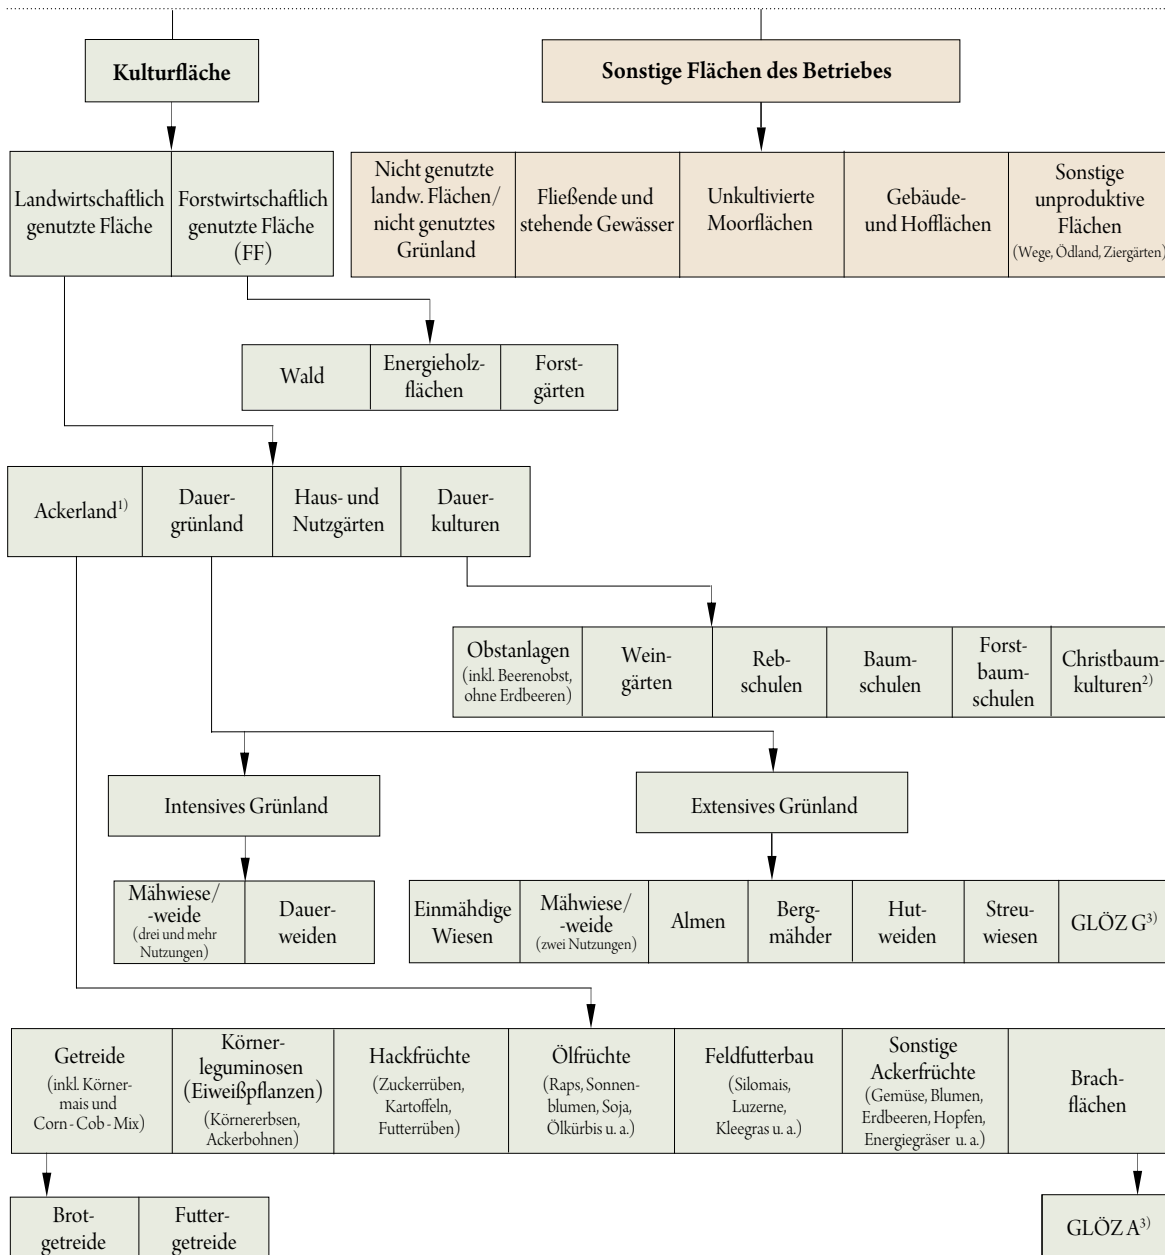 Kulturfläche
Sonstige Flächen des Betriebes
Landwirtschaftlich
genutzte Fläche
Forstwirtschaftlich
genutzte Fläche
(FF)
Nicht genutzte
landw. Flächen/
nicht genutztes
Grünland
Fließende und
stehende Gewässer
Unkultivierte
Moorflächen
Gebäude-
und Hofflächen
Sonstige
unproduktive
Flächen
(Wege, Ödland, Ziergärten)
Wald
Energieholz-
flächen
Forst-
gärten
Ackerland1)
Dauer-
grünland
Haus- und
Nutzgärten
Dauer-
kulturen
Obstanlagen
(inkl. Beerenobst,
ohne Erdbeeren)
Wein-
gärten
Reb-
schulen
Baum-
schulen
Forst-
baum-
schulen
Christbaum-
kulturen2)
Intensives Grünland
Extensives Grünland
Mähwiese/
-weide
(drei und mehr
Nutzungen)
Dauer-
weiden
Einmähdige
Wiesen
Mähwiese/
-weide
(zwei Nutzungen)
Almen
Berg-
mähder
Hut-
weiden
Streu-
wiesen
GLÖZ G3)
Getreide
(inkl. Körner-
mais und
Corn - Cob - Mix)
Körner-
leguminosen
(Eiweißpflanzen)
(Körnererbsen,
Ackerbohnen)
Hackfrüchte
(Zuckerrüben,
Kartoffeln,
Futterrüben)
Ölfrüchte
(Raps, Sonnen-
blumen, Soja,
Ölkürbis u. a.)
Feldfutterbau
(Silomais,
Luzerne,
Kleegras u. a.)
Sonstige
Ackerfrüchte
(Gemüse, Blumen,
Erdbeeren, Hopfen,
Energiegräser u. a.)
Brach-
flächen
Brot-
getreide
Futter-
getreide
GLÖZ A3)